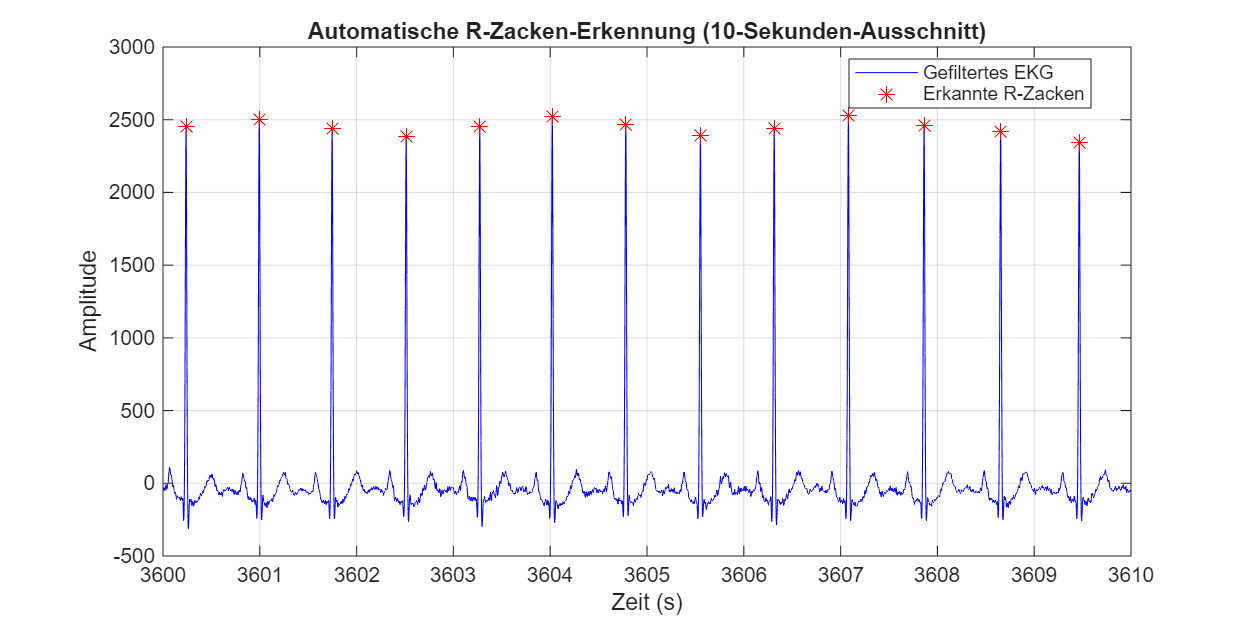 Automatische R-Zacken-Erkennung (10-Sekunden-Ausschnitt)
Gefiltertes EKG
Erkannte R-Zacken
3000
2500
2000
1500
1000
500
0
-500
Amplitude
3600 3601 3602 3603 3604 3605 3606 3607 3608 3609 3610
Zeit (s)